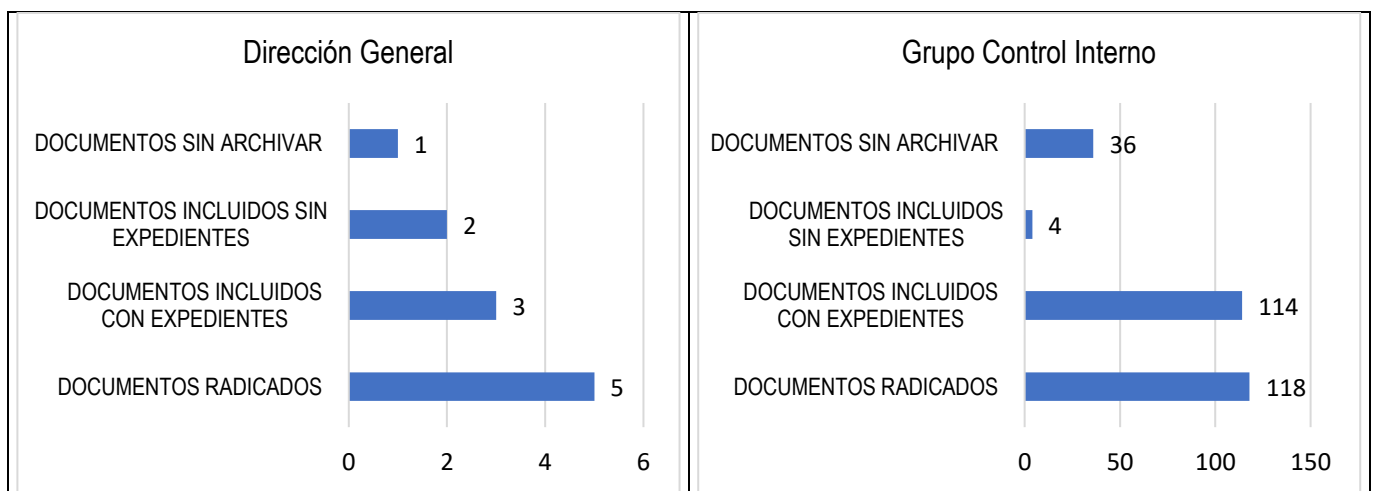 Dirección General
DOCUMENTOS SIN ARCHIVAR
1
DOCUMENTOS INCLUIDOS SIN
EXPEDIENTES
2
DOCUMENTOS INCLUIDOS
CON EXPEDIENTES
3
DOCUMENTOS RADICADOS
5
0 2 4 6
Grupo Control Interno
DOCUMENTOS SIN ARCHIVAR
36
DOCUMENTOS INCLUIDOS
SIN EXPEDIENTES
4
DOCUMENTOS INCLUIDOS
CON EXPEDIENTES
114
DOCUMENTOS RADICADOS
118
0 50 100 150